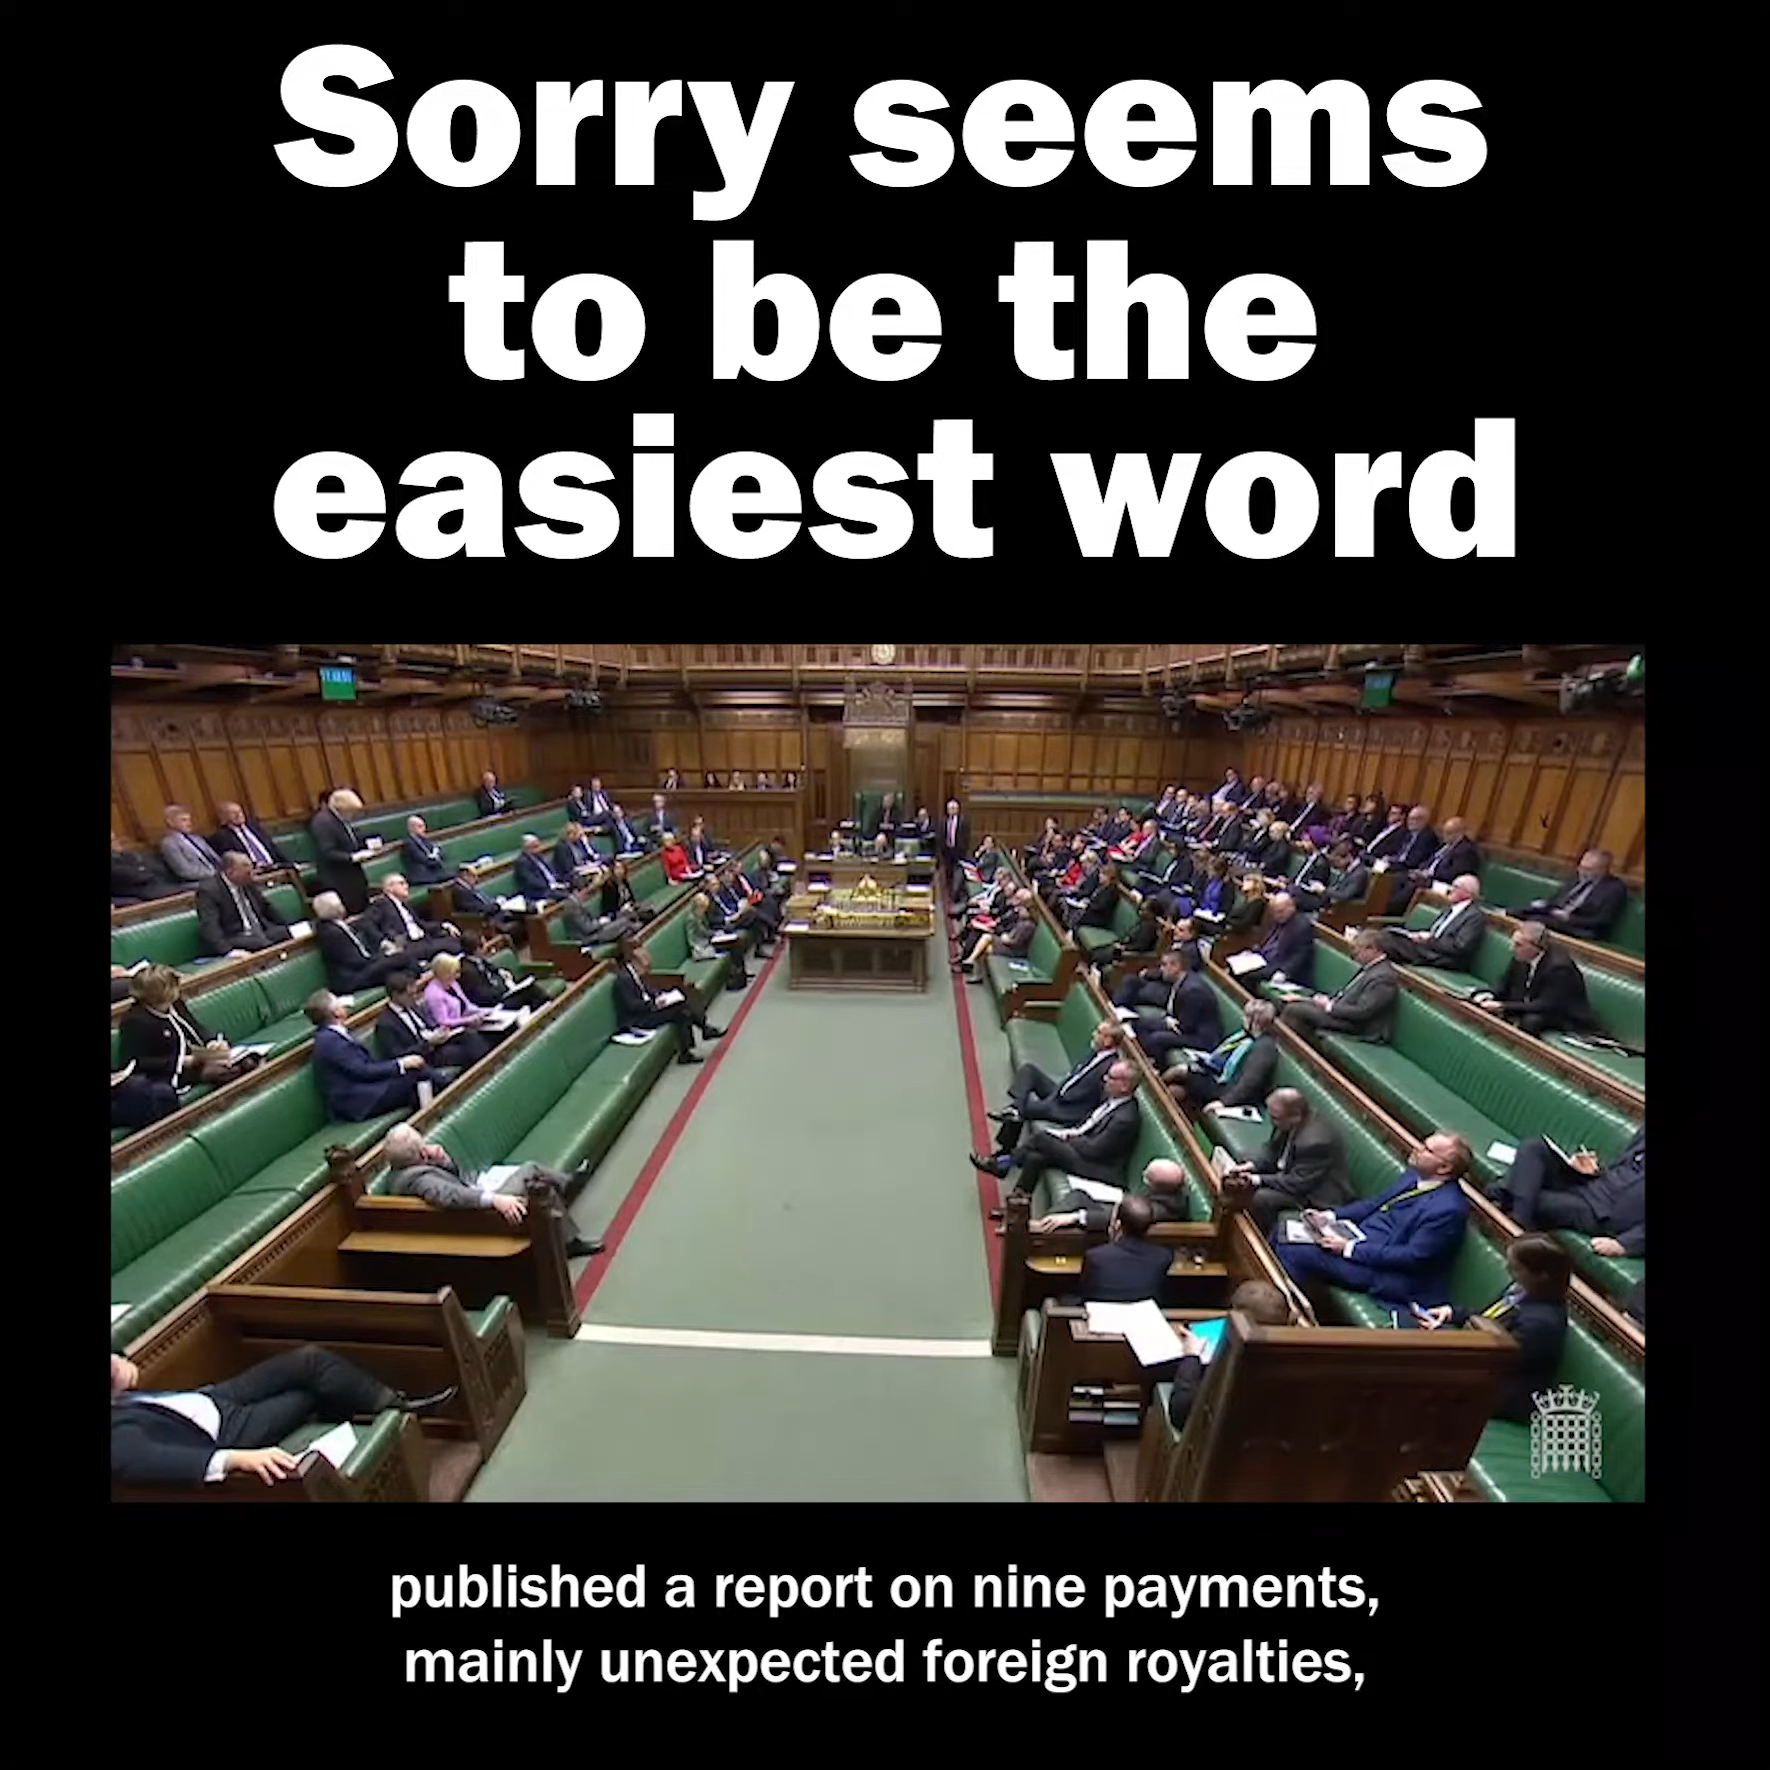 Sorry seems
to be the
easiest word
published a report on nine payments,
mainly unexpected foreign royalties,